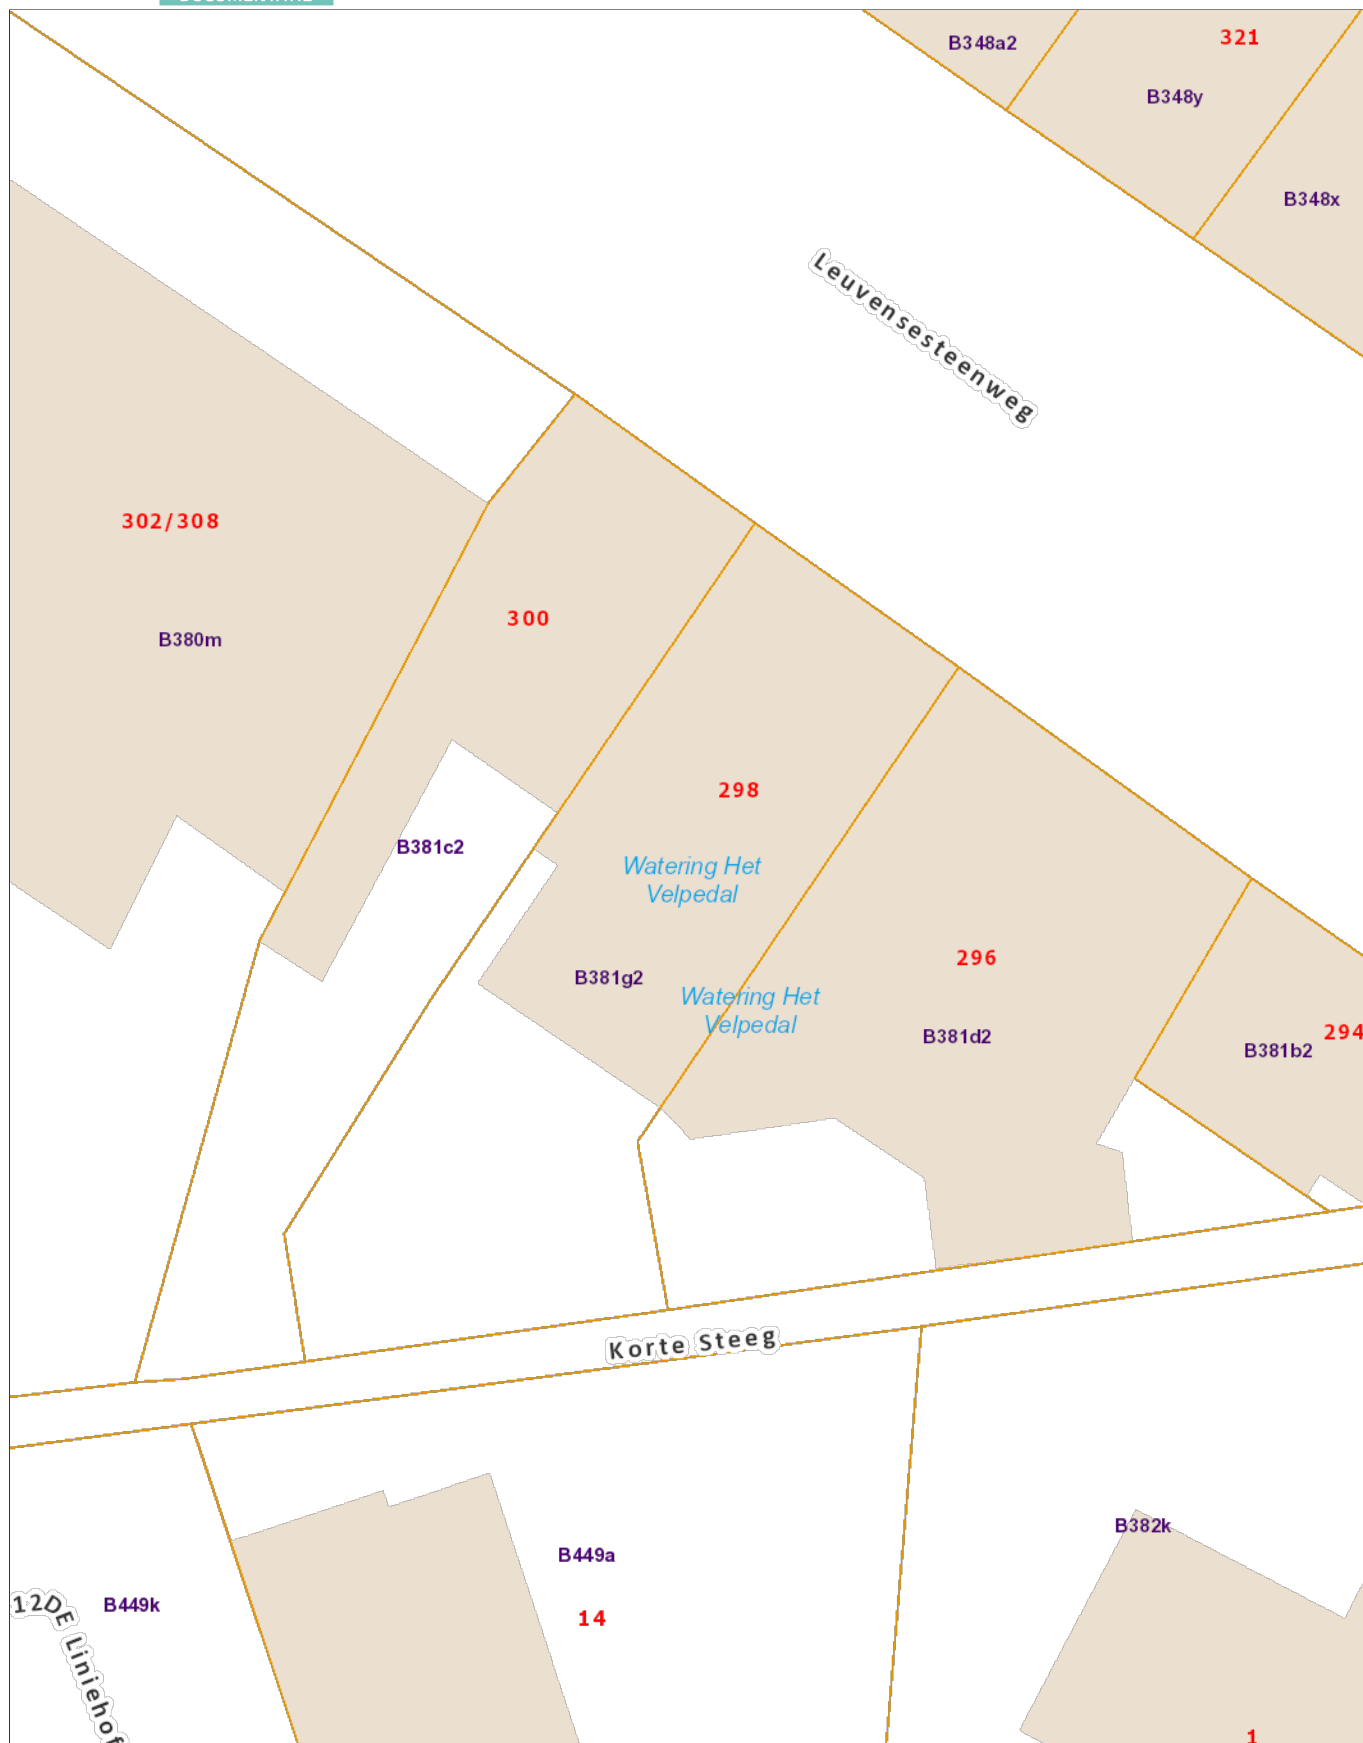 B348a2
321
B348y
B348x
Leuvensesteenweg
302/308
300
B380m
298
B381c2
Watering Het
Velpedal
296
B381g2
Watering Het
Velpedal
B381d2
294
B381b2
Korte Steeg
B382k
B449a
B449k
14
12DE Liniehof
1